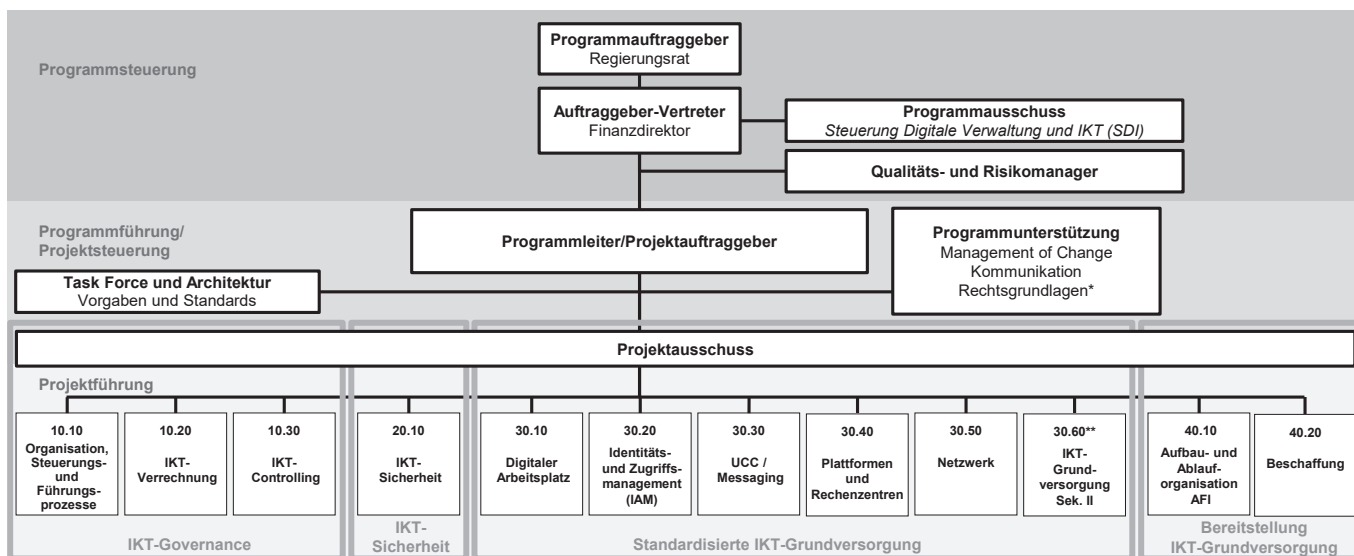 Programmsteuerung
Programmauftraggeber
Regierungsrat
Auftraggeber-Vertreter
Finanzdirektor
Programmausschuss
Steuerung Digitale Verwaltung und IKT (SDI)
Qualitäts- und Risikomanager
Programmführung/
Projektsteuerung
Programmleiter/Projektauftraggeber
Programmunterstützung
Management of Change
Kommunikation
Rechtsgrundlagen*
Task Force und Architektur
Vorgaben und Standards
Projektausschuss
Projektführung
10.10
Organisation,
Steuerungs-
und
Führungs-
prozesse
10.20
IKT-
Verrechnung
10.30
IKT-
Controlling
20.10
IKT-
Sicherheit
30.10
Digitaler
Arbeitsplatz
30.20
Identitäts-
und Zugriffs-
management
(IAM)
30.30
UCC /
Messaging
30.40
Plattformen
und
Rechenzentren
30.50
Netzwerk
30.60**
IKT-
Grund-
versorgung
Sek. II
40.10
Aufbau- und
Ablauf-
organisation
AFI
40.20
Beschaffung
IKT-Governance
IKT-
Sicherheit
Standardisierte IKT-Grundversorgung
Bereitstellung
IKT-Grundversorgung